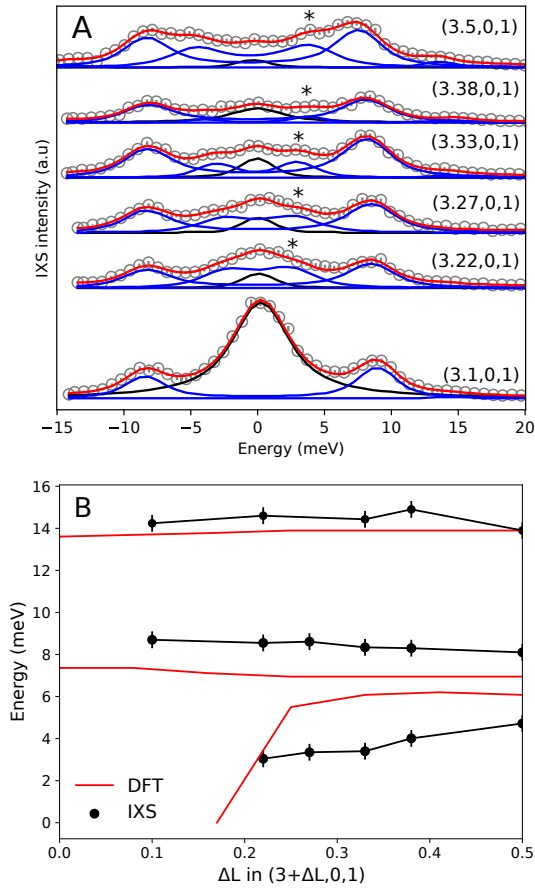 A
*
(3.5,0,1)
*
(3.38,0,1)
*
(3.33,0,1)
*
(3.27,0,1)
*
(3.22,0,1)
(3.1,0,1)
IXS intensity (a.u)
−15 −10 −5 0 5 10 15 20
Energy (meV)
B
16
14
12
10
8
6
4
2
0
Energy (meV)
DFT
IXS
0.0 0.1 0.2 0.3 0.4 0.5
ΔL in (3+ΔL,0,1)